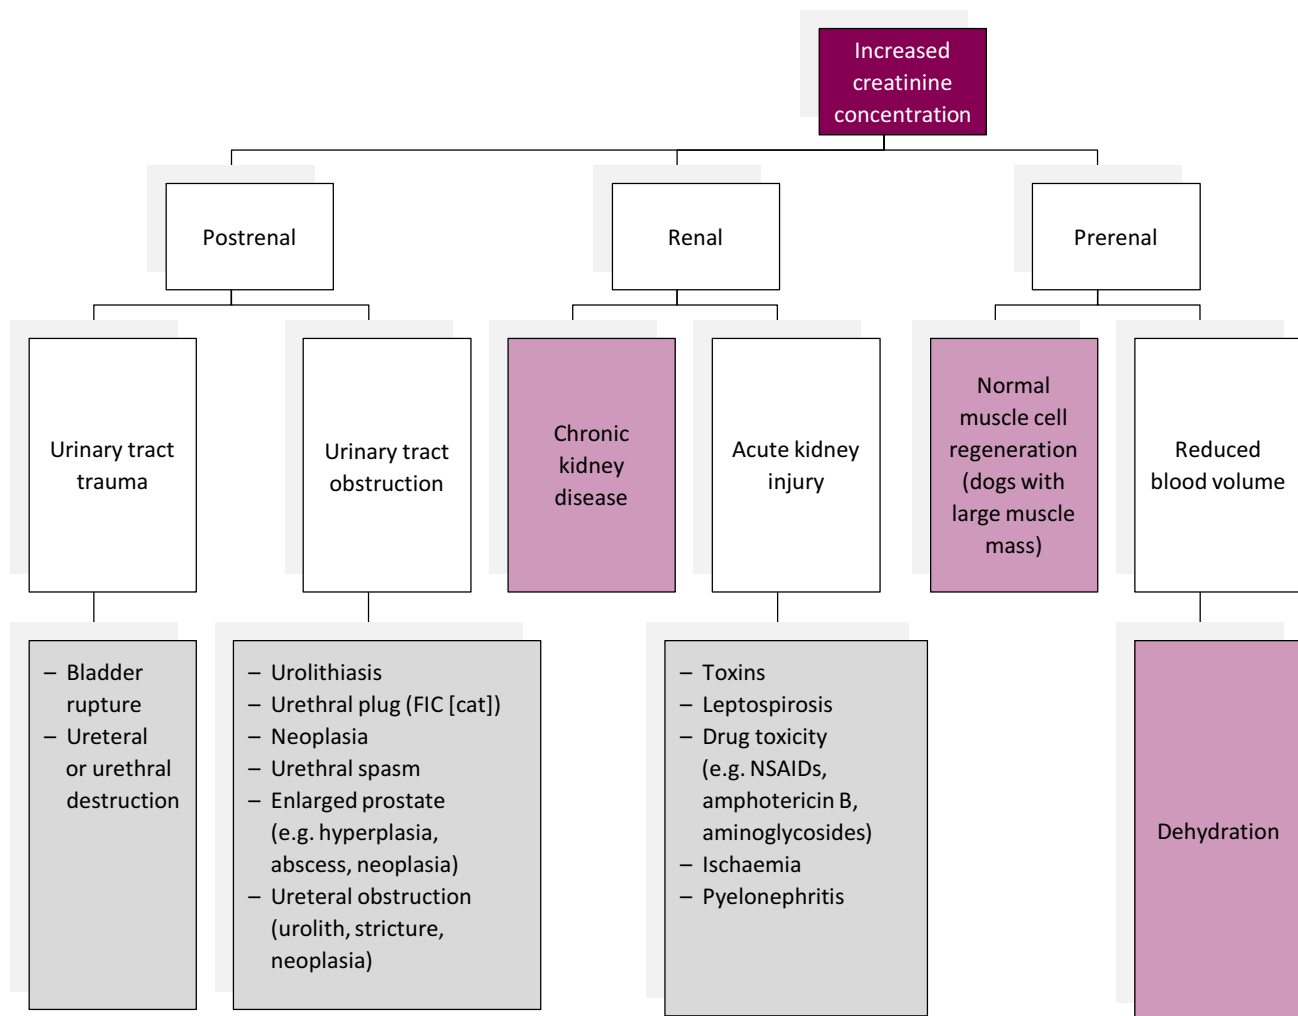 Increased
creatinine
concentration
Postrenal
Renal
Prerenal
Urinary tract
trauma
Urinary tract
obstruction
Chronic
kidney
disease
Acute kidney
injury
Normal
muscle cell
regeneration
(dogs with
large muscle
mass)
Reduced
blood volume
– Bladder
rupture
– Ureteral
or urethral
destruction
– Urolithiasis
– Urethral plug (FIC [cat])
– Neoplasia
– Urethral spasm
– Enlarged prostate
(e.g. hyperplasia,
abscess, neoplasia)
– Ureteral obstruction
(urolith, stricture,
neoplasia)
– Toxins
– Leptospirosis
– Drug toxicity
(e.g. NSAIDs,
amphotericin B,
aminoglycosides)
– Ischaemia
– Pyelonephritis
Dehydration